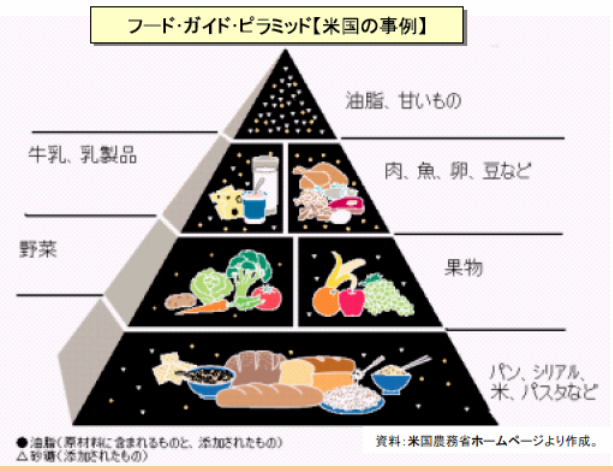 フード・ガイド・ピラミッド【米国の事例】
油脂、甘いもの
牛乳、乳製品
肉、魚、卵、豆など
野菜
果物
パン、シリアル、
米、パスタなど
●油脂(原材料に含まれるものと、添加されたもの)
△砂糖(添加されたもの)
資料:米国農務省ホームページより作成。